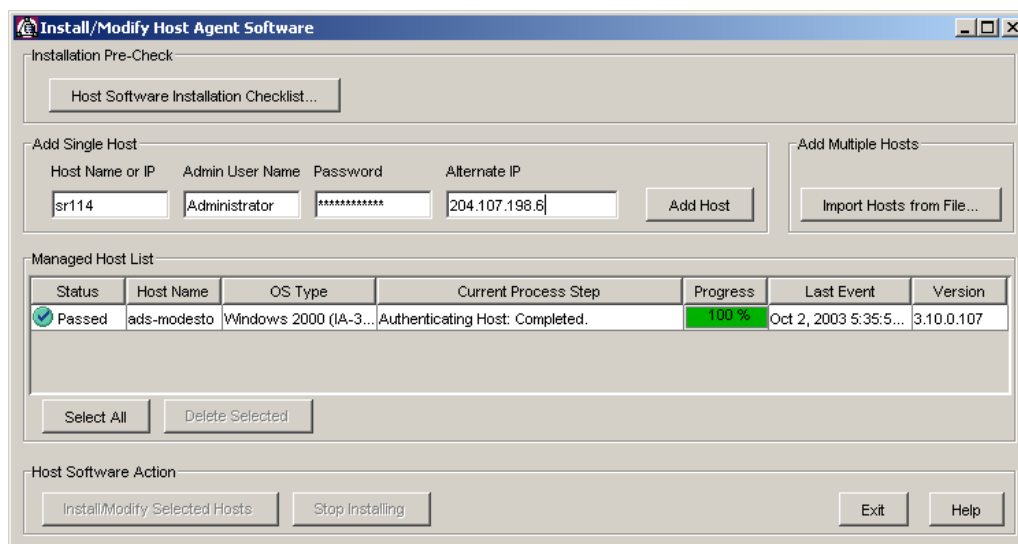 Install/Modify Host Agent Software
Installation Pre-Check
Host Software Installation Checklist...
Add Single Host
Host Name or IP Admin User Name Password Alternate IP
sr114 Administrator ************ 204.107.198.6
Add Host
Add Multiple Hosts
Import Hosts from File...
Managed Host List
Status Host Name OS Type Current Process Step Progress Last Event Version
Passed ads-modesto Windows 2000 (IA-3... Authenticating Host: Completed. 100 % Oct 2, 2003 5:35:5... 3.10.0.107
Select All Delete Selected
Host Software Action
Install/Modify Selected Hosts Stop Installing Exit Help